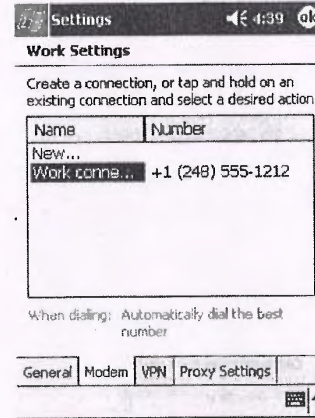 Settings 4:39 ok
Work Settings
Create a connection, or tap and hold on an
existing connection and select a desired action
Name Number
New...
Work conne... +1 (248) 555-1212
When dialing: Automatically dial the best
number
General Modem VPN Proxy Settings